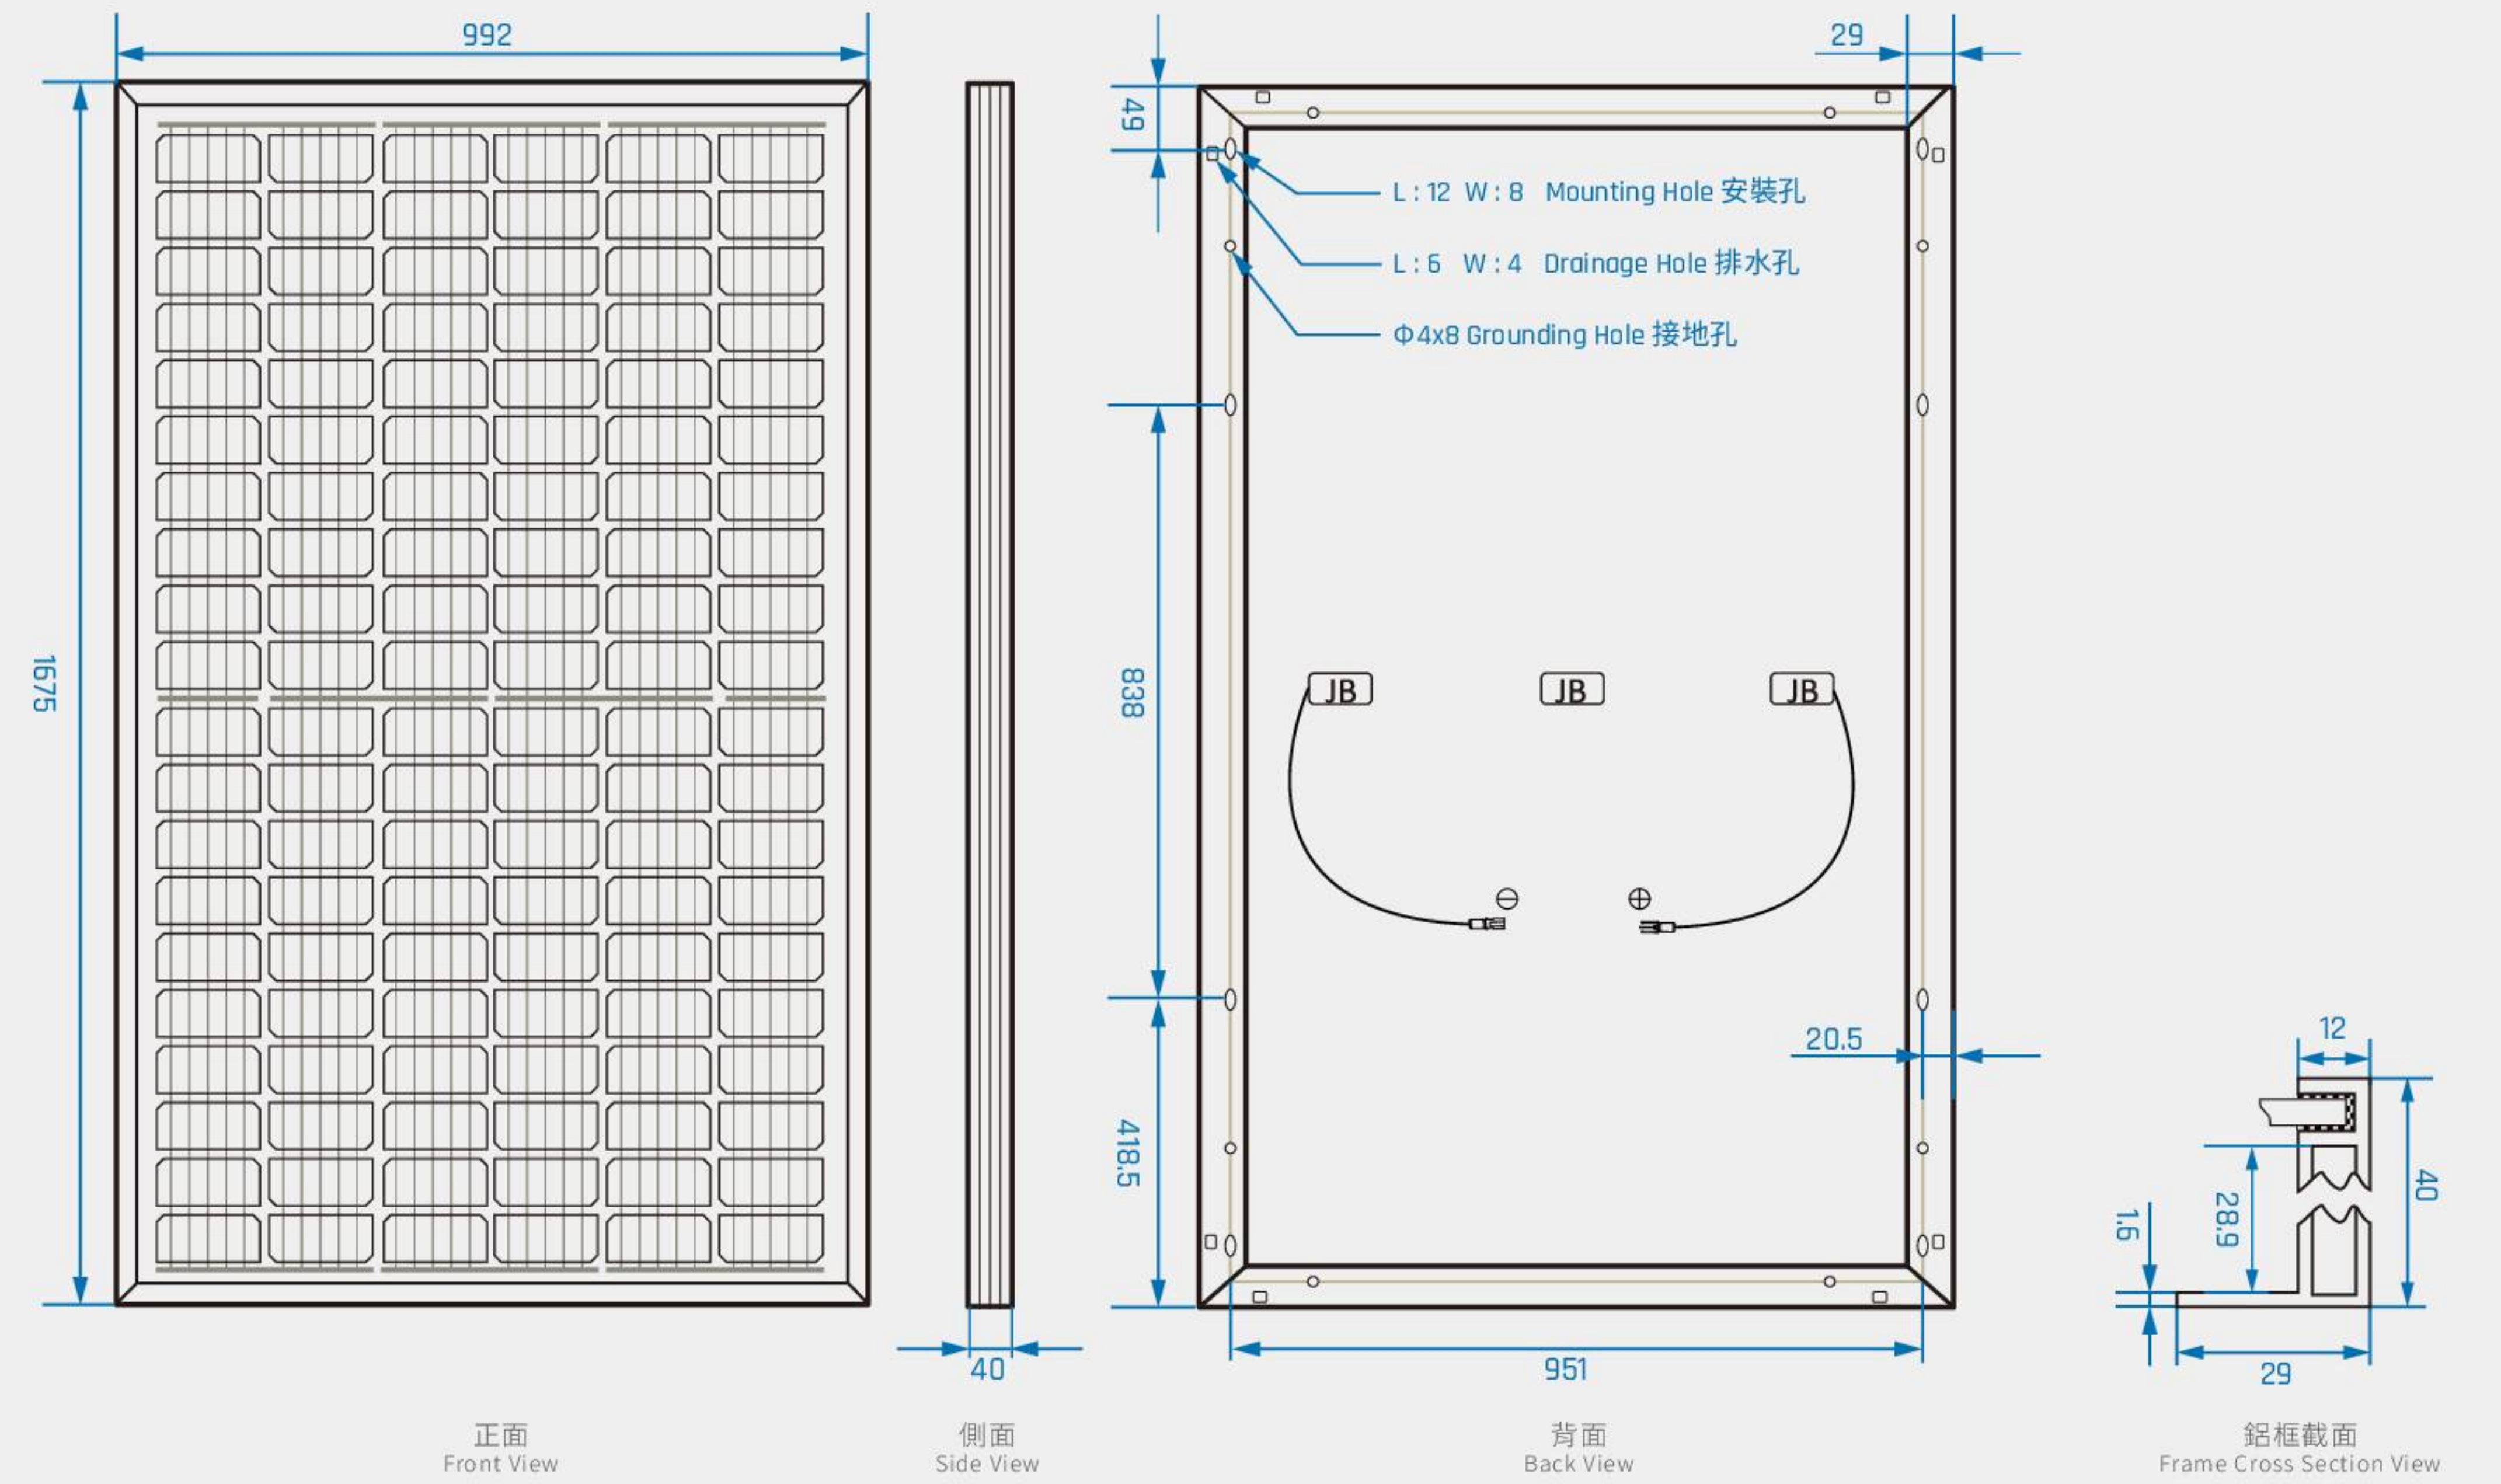 992
1675
正面
Front View
40
側面
Side View
29
49
L : 12 W : 8 Mounting Hole 安裝孔
L : 6 W : 4 Drainage Hole 排水孔
Φ4x8 Grounding Hole 接地孔
838
JB JB JB
20.5
418.5
951
背面
Back View
12
40
28.9
1.6
29
鋁框截面
Frame Cross Section View